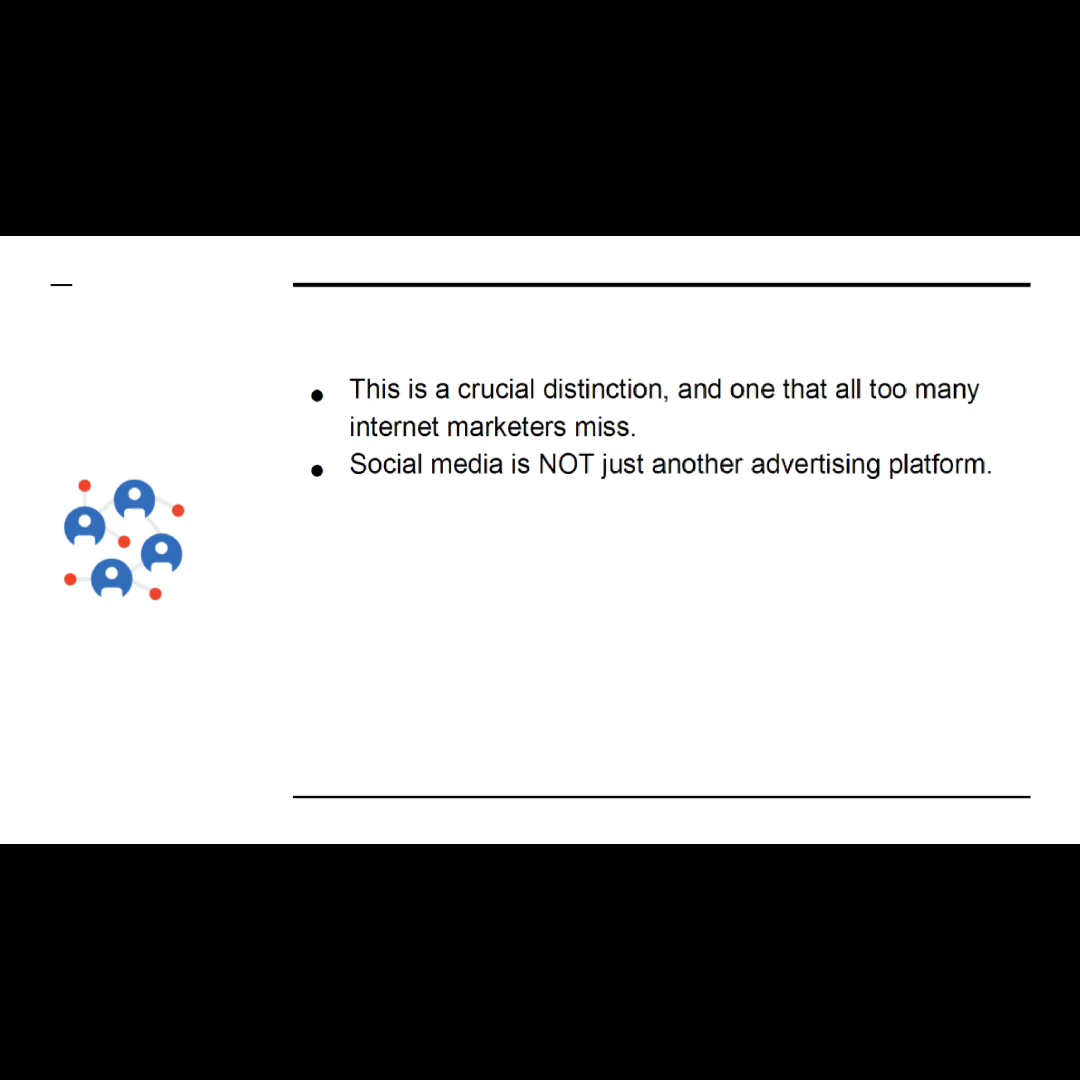 This is a crucial distinction, and one that all too many
internet marketers miss.
Social media is NOT just another advertising platform.